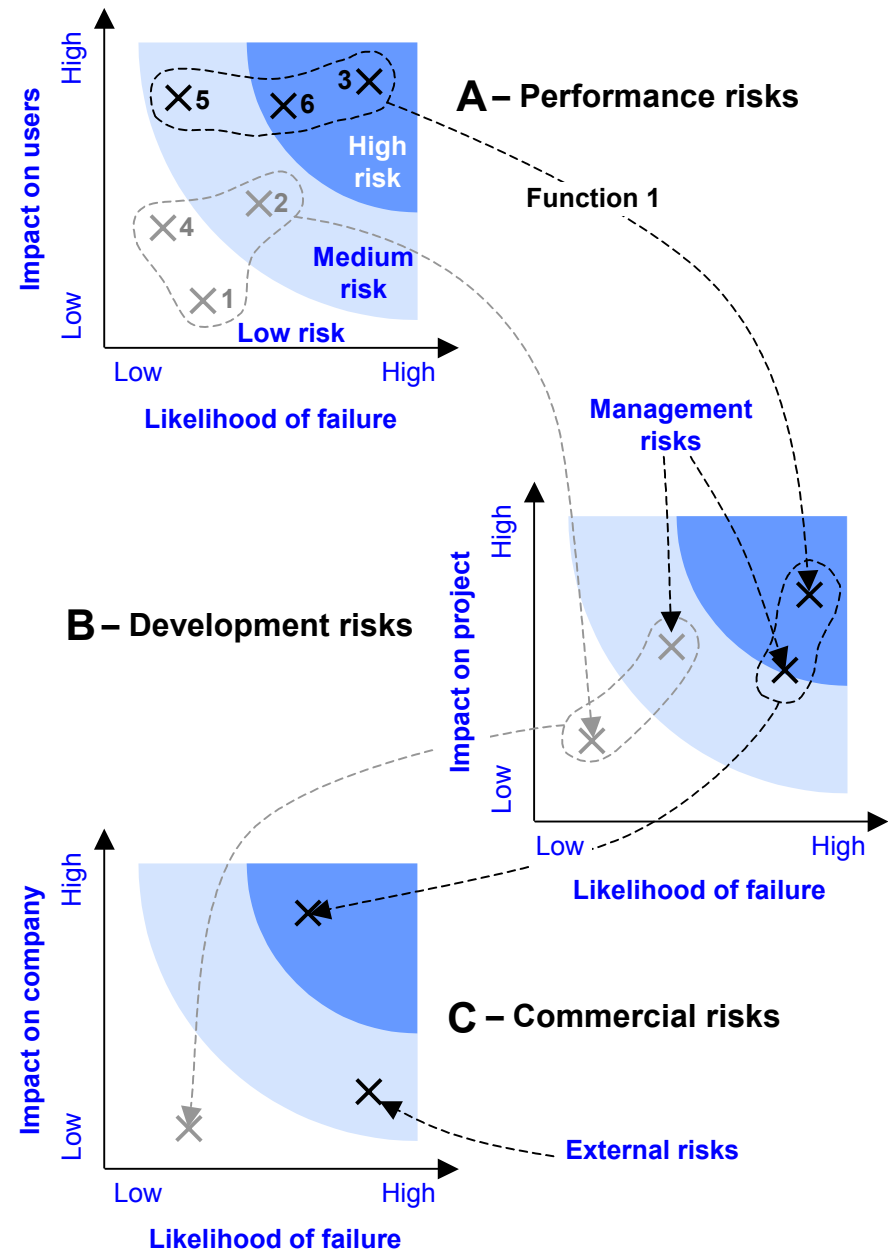 A – Performance risks
High
Impact on users
Low
5
6
3
High
risk
2
4
1
Medium
risk
Low risk
Low
High
Likelihood of failure
Function 1
Management
risks
B – Development risks
High
Impact on project
Low
Low
High
Likelihood of failure
C – Commercial risks
High
Impact on company
Low
External risks
Low
High
Likelihood of failure